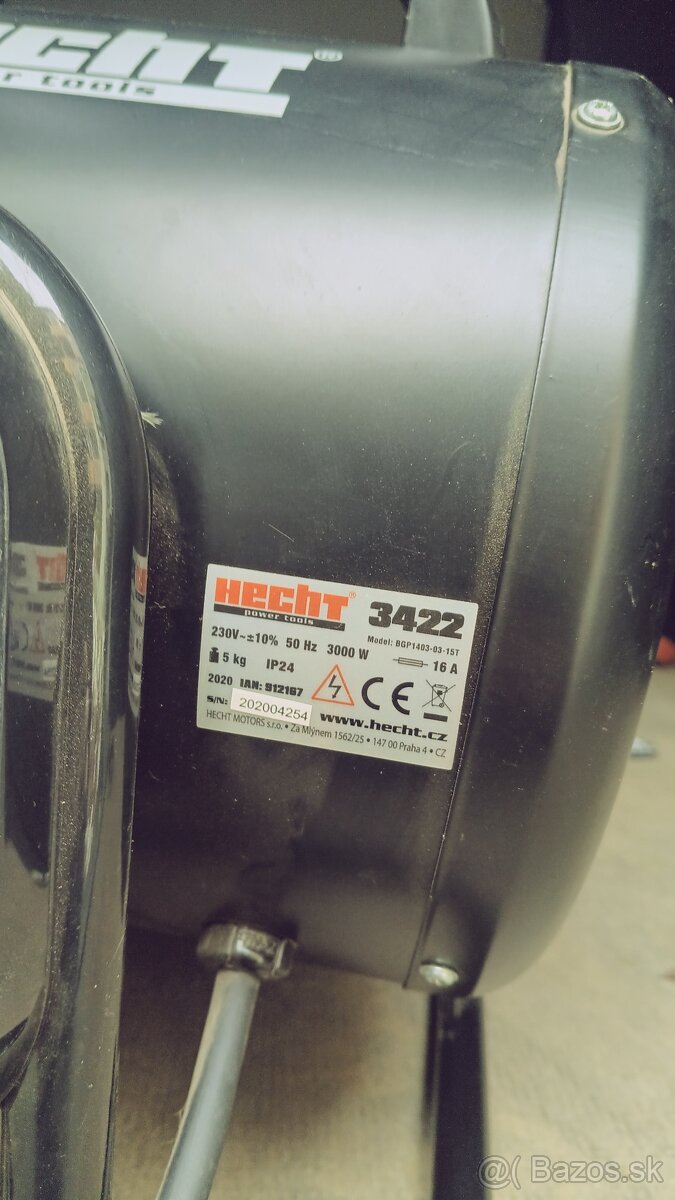 HECHT®
power tools
HECHT® 3422
power tools
Model: BGP1403-03-15T
230V~±10% 50 Hz 3000 W
16 A
5 kg IP24
2020 IAN: 912167
S/N: 202004254
CE
www.hecht.cz
HECHT MOTORS s.r.o. • Za Mlýnem 1562/25 • 147 00 Praha 4 • CZ
Bazos.sk